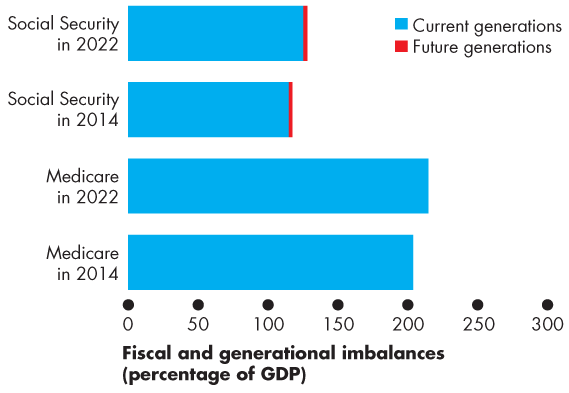 Social Security
in 2022
Current generations
Future generations
Social Security
in 2014
Medicare
in 2022
Medicare
in 2014
0 50 100 150 200 250 300
Fiscal and generational imbalances
(percentage of GDP)